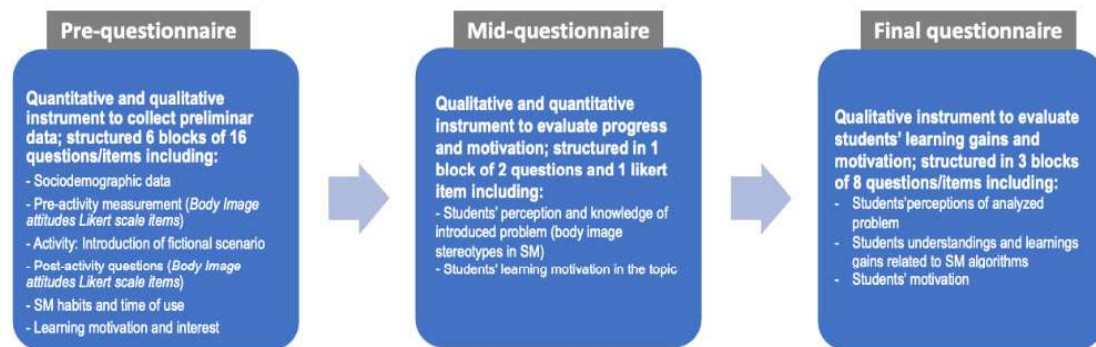 Pre-questionnaire
Quantitative and qualitative
instrument to collect preliminar
data; structured 6 blocks of 16
questions/items including:
- Sociodemographic data
- Pre-activity measurement (Body Image
attitudes Likert scale items)
- Activity: Introduction of fictional scenario
- Post-activity questions (Body Image
attitudes Likert scale items)
- SM habits and time of use
- Learning motivation and interest
Mid-questionnaire
Qualitative and quantitative
instrument to evaluate progress
and motivation; structured in 1
block of 2 questions and 1 likert
item including:
- Students' perception and knowledge of
introduced problem (body image
stereotypes in SM)
- Students' learning motivation in the topic
Final questionnaire
Qualitative instrument to evaluate
students' learning gains and
motivation; structured in 3 blocks
of 8 questions/items including:
- Students'perceptions of analyzed
problem
- Students understandings and learnings
gains related to SM algorithms
- Students' motivation